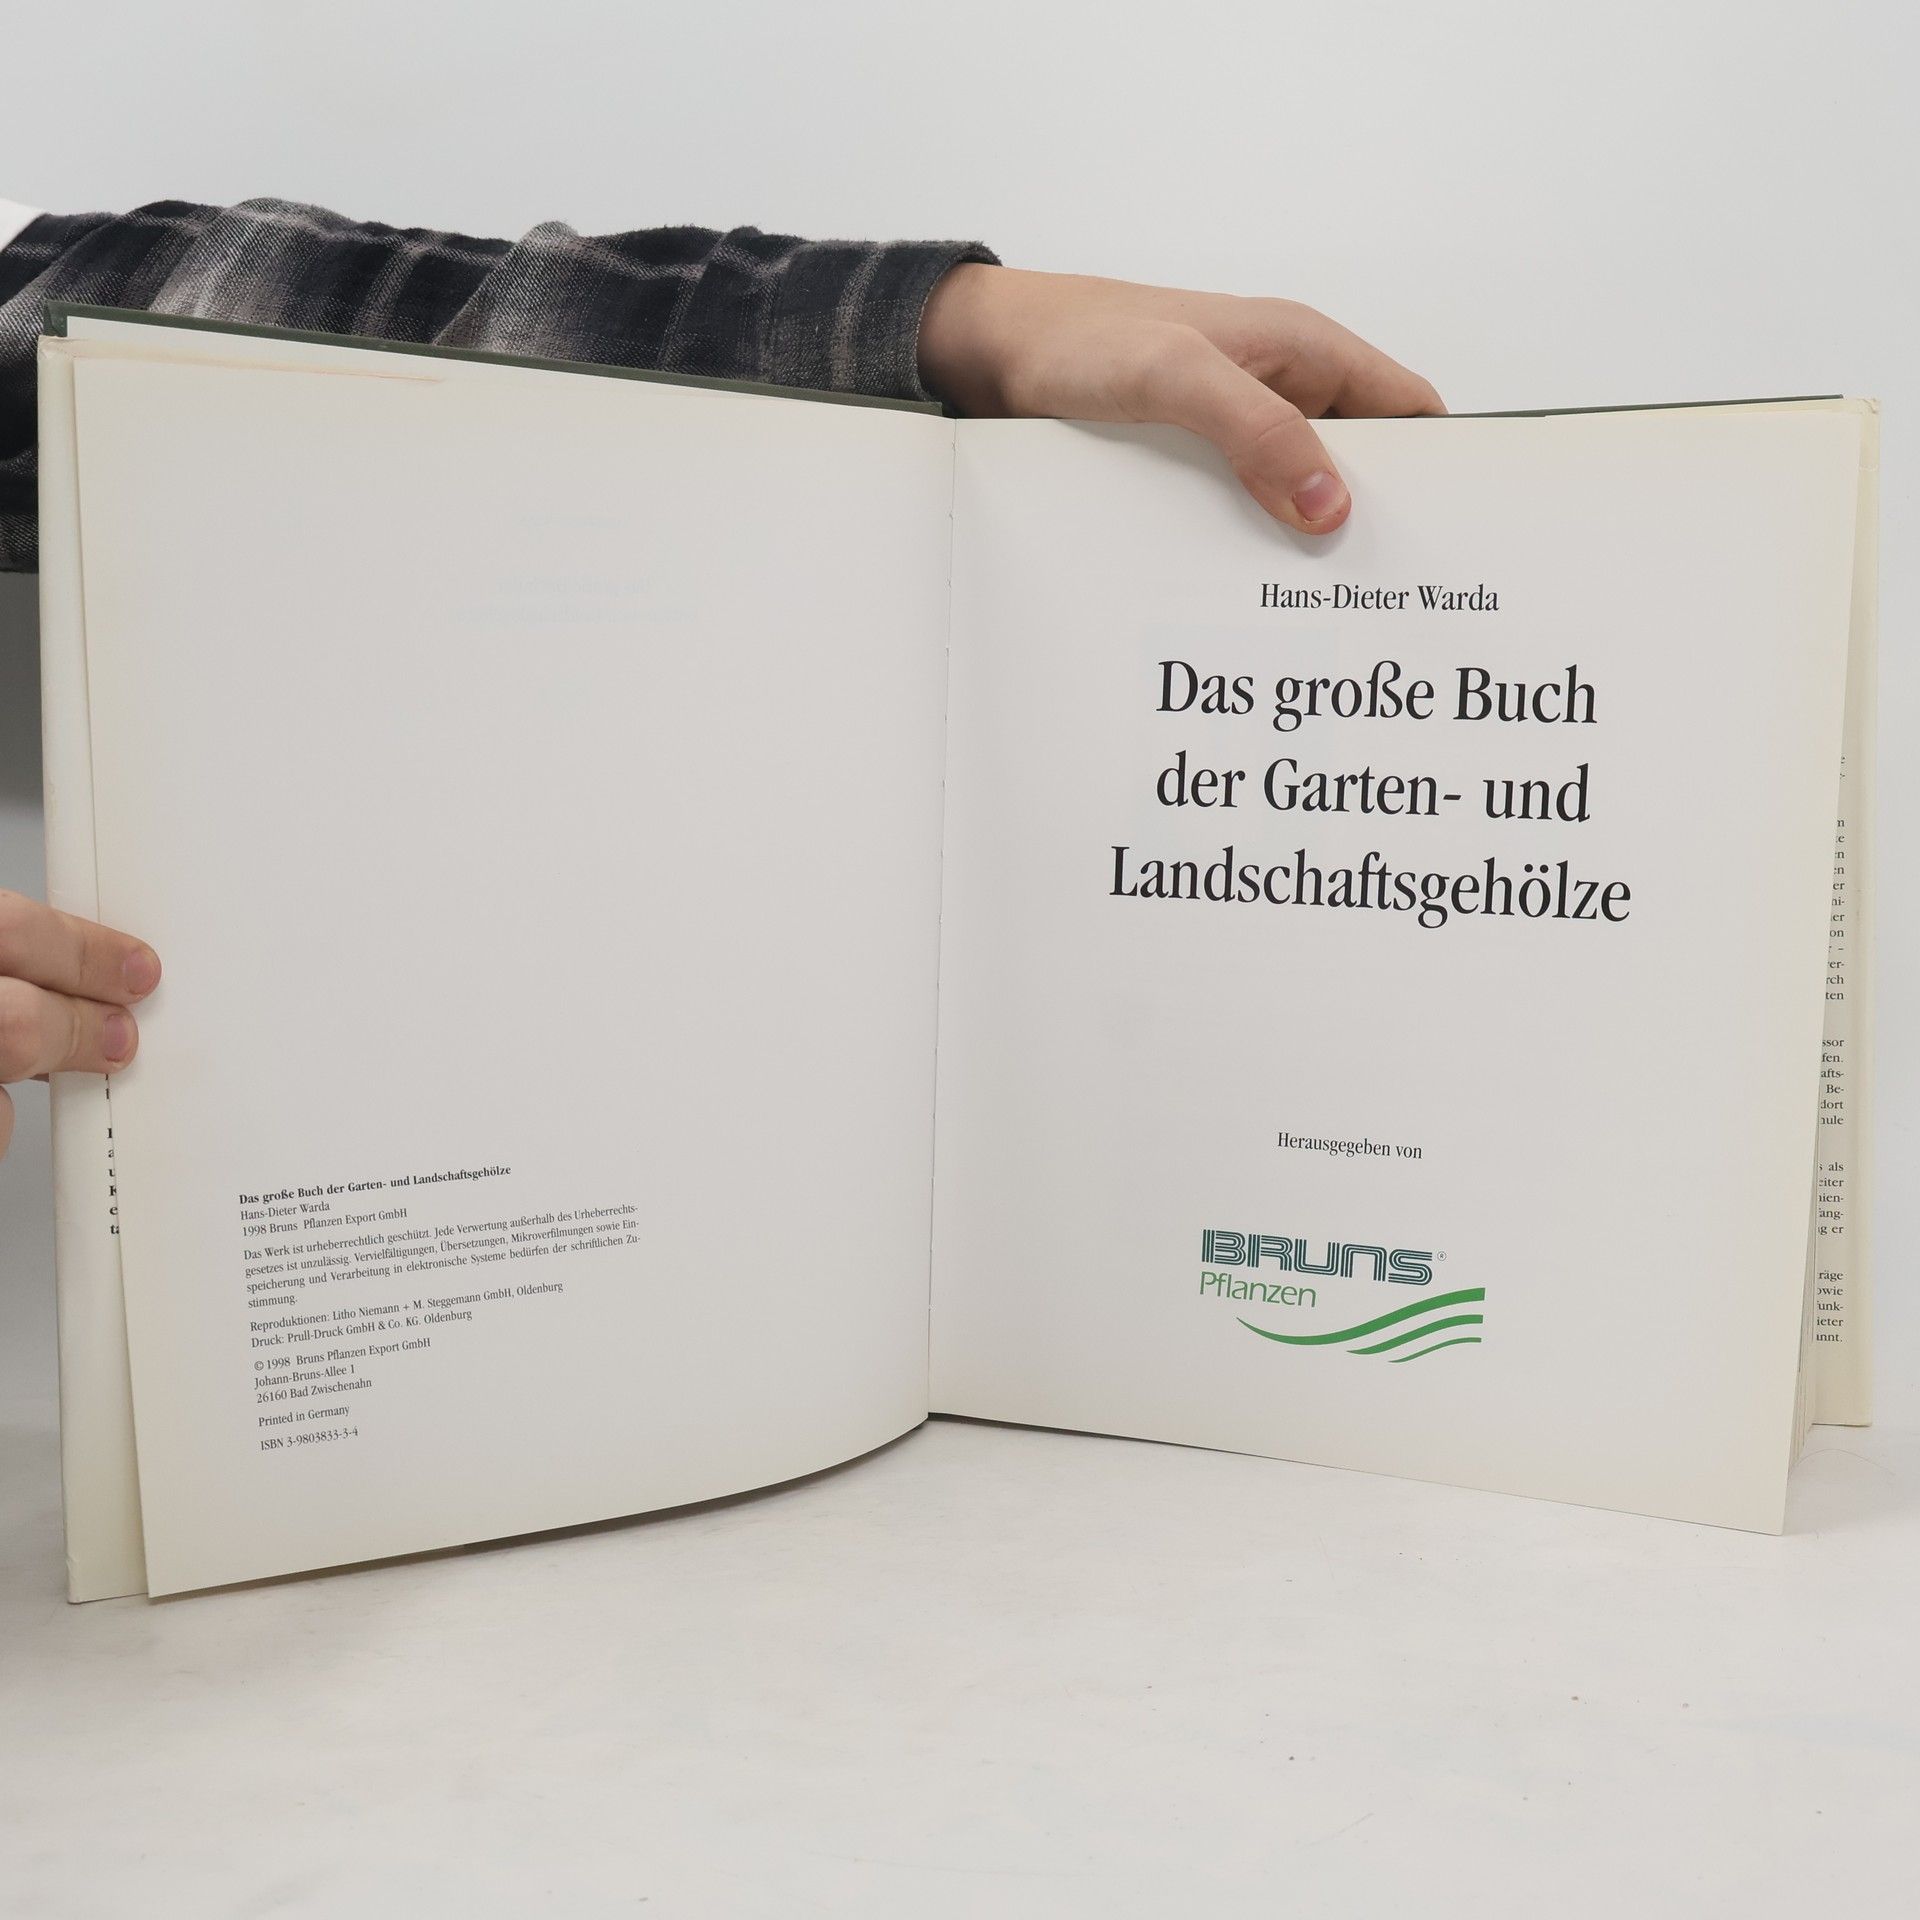 Das große Buch der Garten- und Landschaftsgehölze
Hans-Dieter Warda
1998 Bruns Pflanzen Export GmbH
Das Werk ist urheberrechtlich geschützt. Jede Verwertung außerhalb des Urheberrechts-
gesetzes ist unzulässig. Vervielfältigungen, Übersetzungen, Mikroverfilmungen sowie Ein-
speicherung und Verarbeitung in elektronische Systeme bedürfen der schriftlichen Zu-
stimmung.
Reproduktionen: Litho Niemann + M. Steggemann GmbH, Oldenburg
Druck: Prull-Druck GmbH & Co. KG. Oldenburg
© 1998 Bruns Pflanzen Export GmbH
Johann-Bruns-Allee 1
26160 Bad Zwischenahn
Printed in Germany
ISBN 3-9803833-3-4
Hans-Dieter Warda
Das große Buch
der Garten- und
Landschaftsgehölze
Herausgegeben von
BRUNS®
Pflanzen